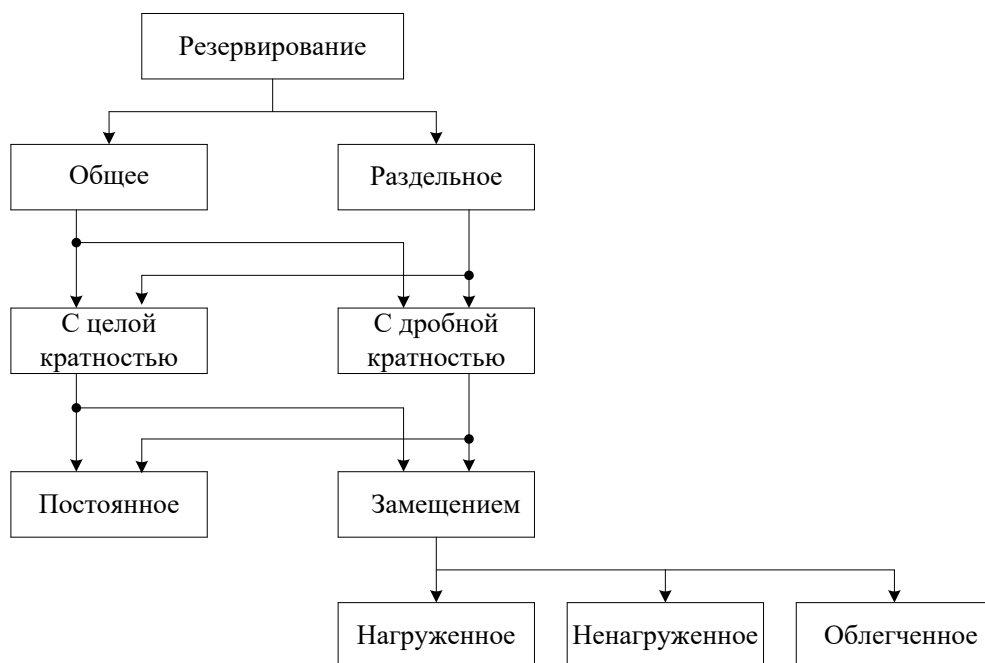 Резервирование
Общее
Раздельное
С целой
кратностью
С дробной
кратностью
Постоянное
Замещением
Нагруженное
Ненагруженное
Облегченное